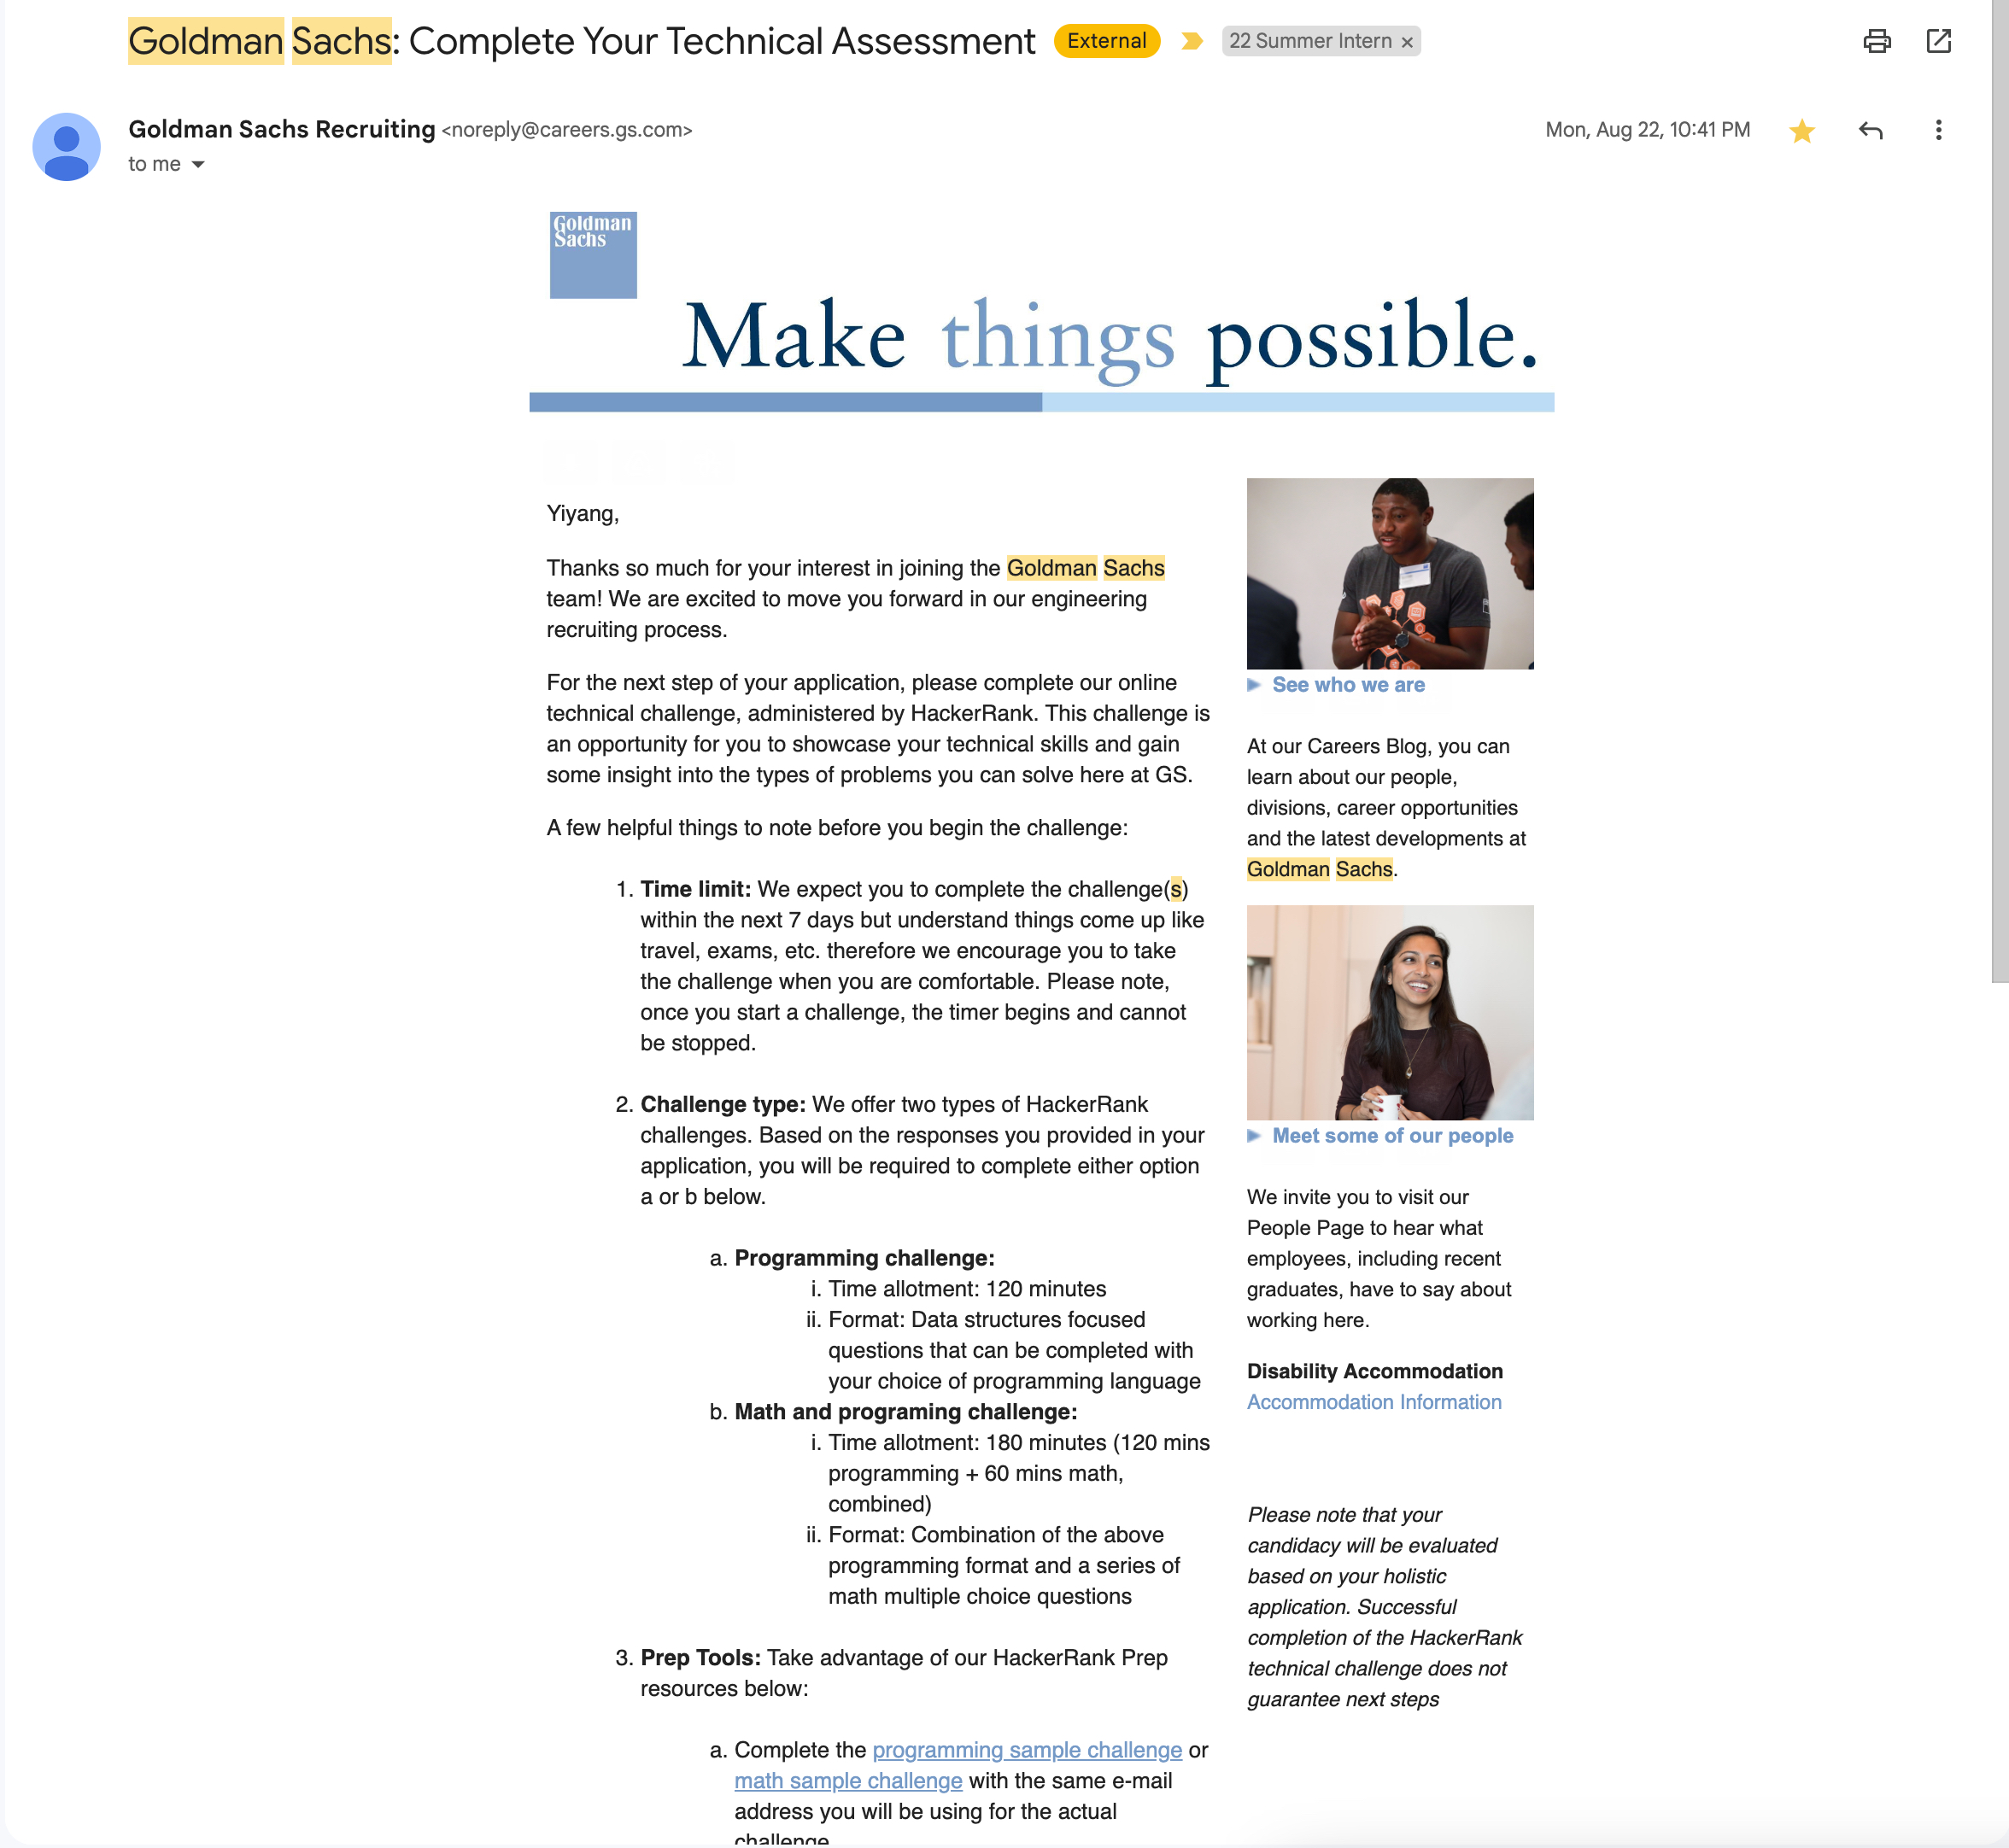 Goldman Sachs: Complete Your Technical Assessment
External
22 Summer Intern ×
Goldman Sachs Recruiting <noreply@careers.gs.com>
Mon, Aug 22, 10:41 PM
to me
Goldman
Sachs
Make things possible.
Yiyang,
Thanks so much for your interest in joining the Goldman Sachs
team! We are excited to move you forward in our engineering
recruiting process.
For the next step of your application, please complete our online
technical challenge, administered by HackerRank. This challenge is
an opportunity for you to showcase your technical skills and gain
some insight into the types of problems you can solve here at GS.
A few helpful things to note before you begin the challenge:
1. Time limit: We expect you to complete the challenge(s)
within the next 7 days but understand things come up like
travel, exams, etc. therefore we encourage you to take
the challenge when you are comfortable. Please note,
once you start a challenge, the timer begins and cannot
be stopped.
2. Challenge type: We offer two types of HackerRank
challenges. Based on the responses you provided in your
application, you will be required to complete either option
a or b below.
a. Programming challenge:
i. Time allotment: 120 minutes
ii. Format: Data structures focused
questions that can be completed with
your choice of programming language
b. Math and programing challenge:
i. Time allotment: 180 minutes (120 mins
programming + 60 mins math,
combined)
ii. Format: Combination of the above
programming format and a series of
math multiple choice questions
3. Prep Tools: Take advantage of our HackerRank Prep
resources below:
a. Complete the programming sample challenge or
math sample challenge with the same e-mail
address you will be using for the actual
challenge
See who we are
At our Careers Blog, you can
learn about our people,
divisions, career opportunities
and the latest developments at
Goldman Sachs.
Meet some of our people
We invite you to visit our
People Page to hear what
employees, including recent
graduates, have to say about
working here.
Disability Accommodation
Accommodation Information
Please note that your
candidacy will be evaluated
based on your holistic
application. Successful
completion of the HackerRank
technical challenge does not
guarantee next steps